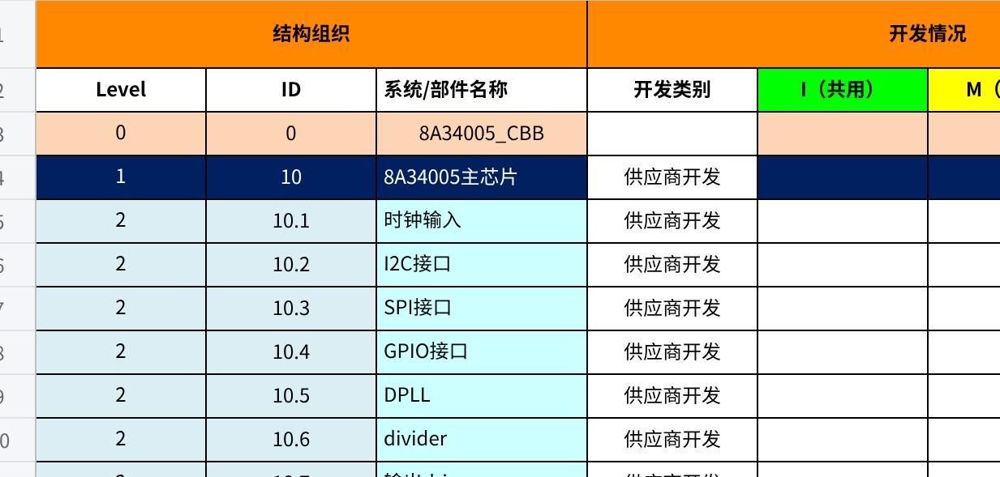 结构组织 开发情况
2 Level ID 系统/部件名称 开发类别 I（共用） M（
0 0 8A34005_CBB
1 10 8A34005主芯片 供应商开发
2 10.1 时钟输入 供应商开发
2 10.2 I2C接口 供应商开发
2 10.3 SPI接口 供应商开发
2 10.4 GPIO接口 供应商开发
2 10.5 DPLL 供应商开发
2 10.6 divider 供应商开发